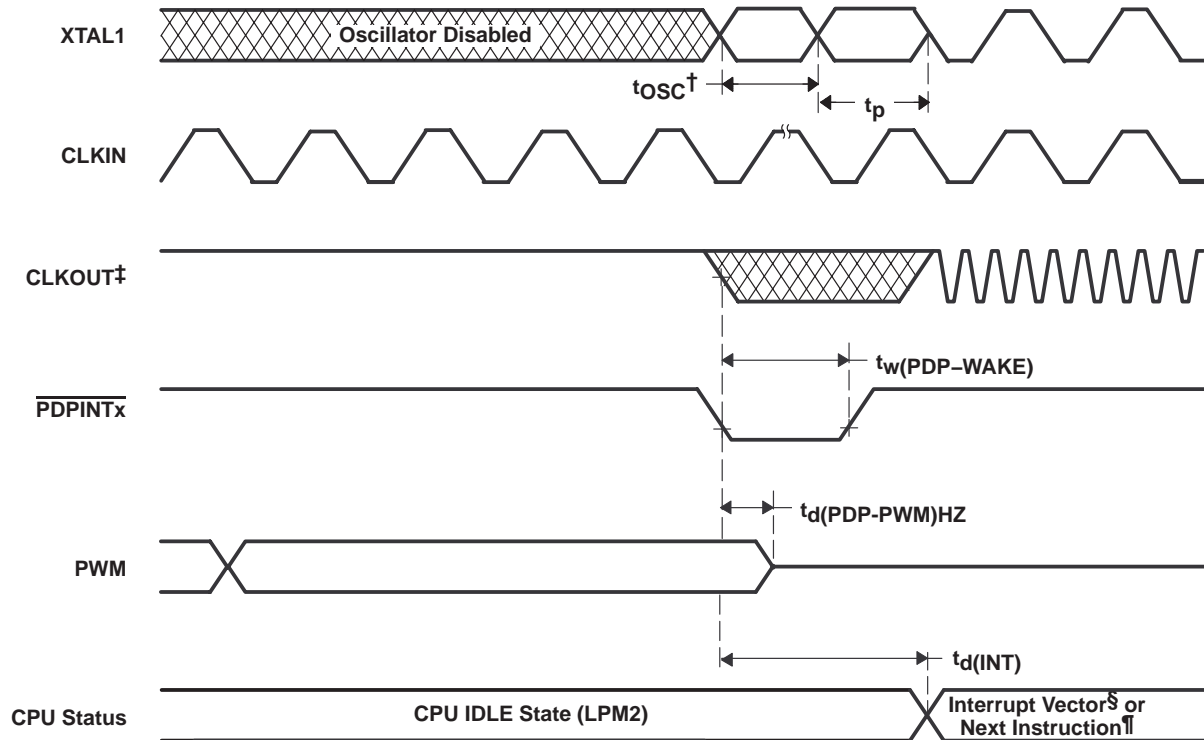 XTAL1
Oscillator Disabled
tOSC†
tp
CLKIN
CLKOUT‡
tw(PDP–WAKE)
PDPINTx
td(PDP-PWM)HZ
PWM
td(INT)
CPU Status
CPU IDLE State (LPM2)
Interrupt Vector§ or
Next Instruction¶